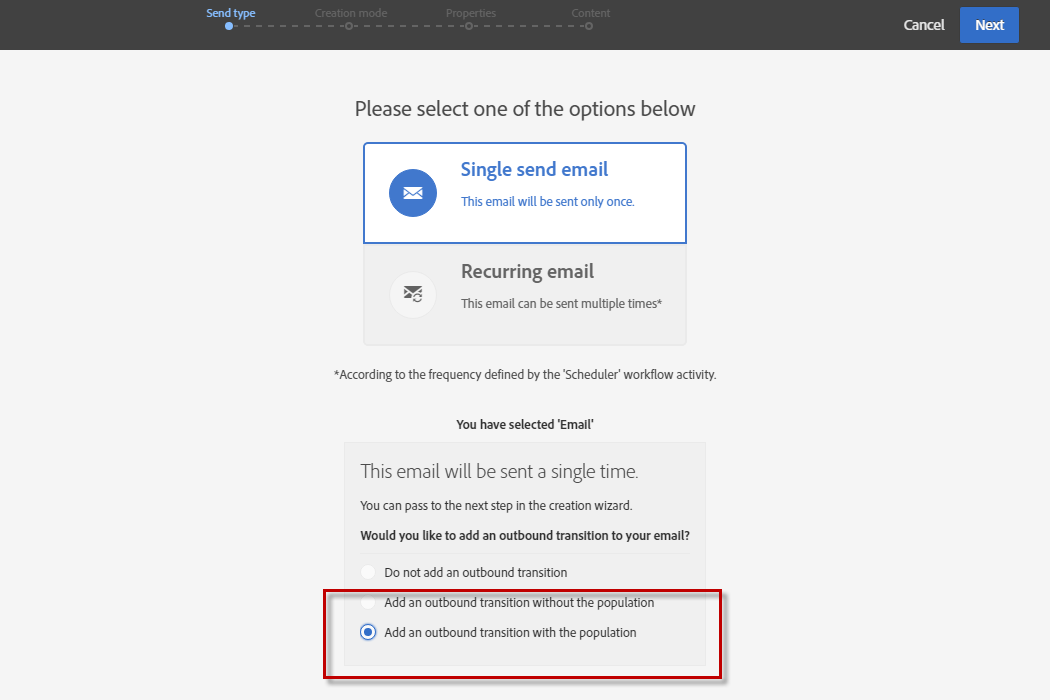 Send type
Creation mode
Properties
Content
Cancel
Next
Please select one of the options below
Single send email
This email will be sent only once.
Recurring email
This email can be sent multiple times*
*According to the frequency defined by the 'Scheduler' workflow activity.
You have selected 'Email'
This email will be sent a single time.
You can pass to the next step in the creation wizard.
Would you like to add an outbound transition to your email?
Do not add an outbound transition
Add an outbound transition without the population
Add an outbound transition with the population